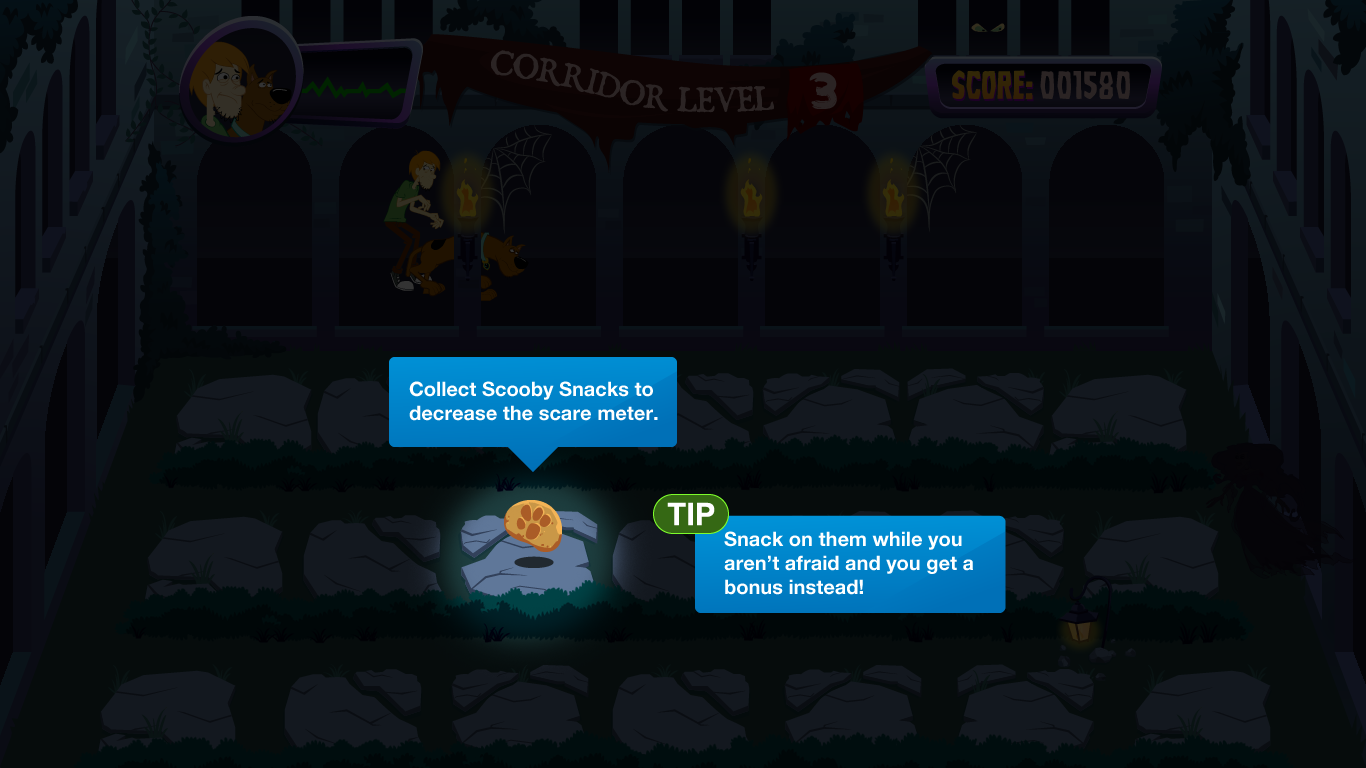 CORRIDOR LEVEL 3
SCORE: 001580
Collect Scooby Snacks to
decrease the scare meter.
TIP
Snack on them while you
aren't afraid and you get a
bonus instead!